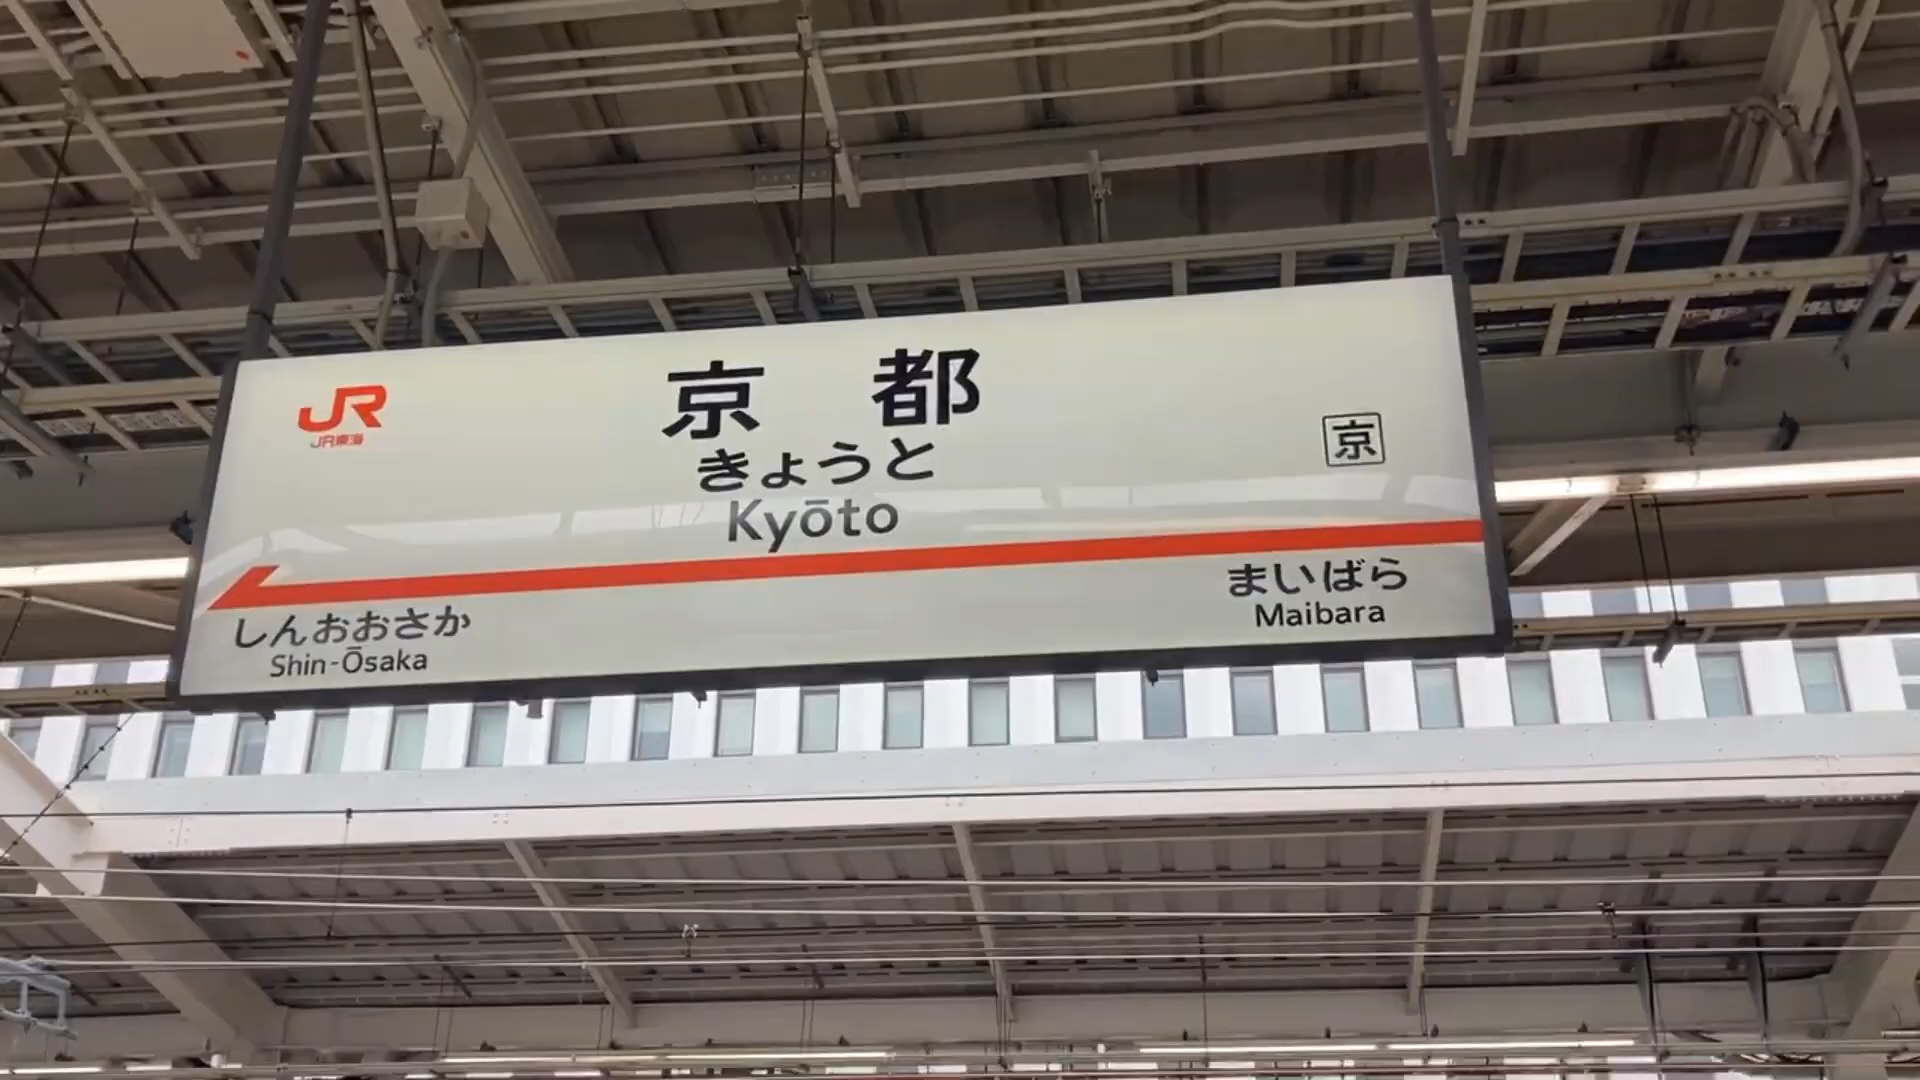 JR
JR東海
京都
きょうと
Kyōto
京
しんおおさか
Shin-Ōsaka
まいばら
Maibara